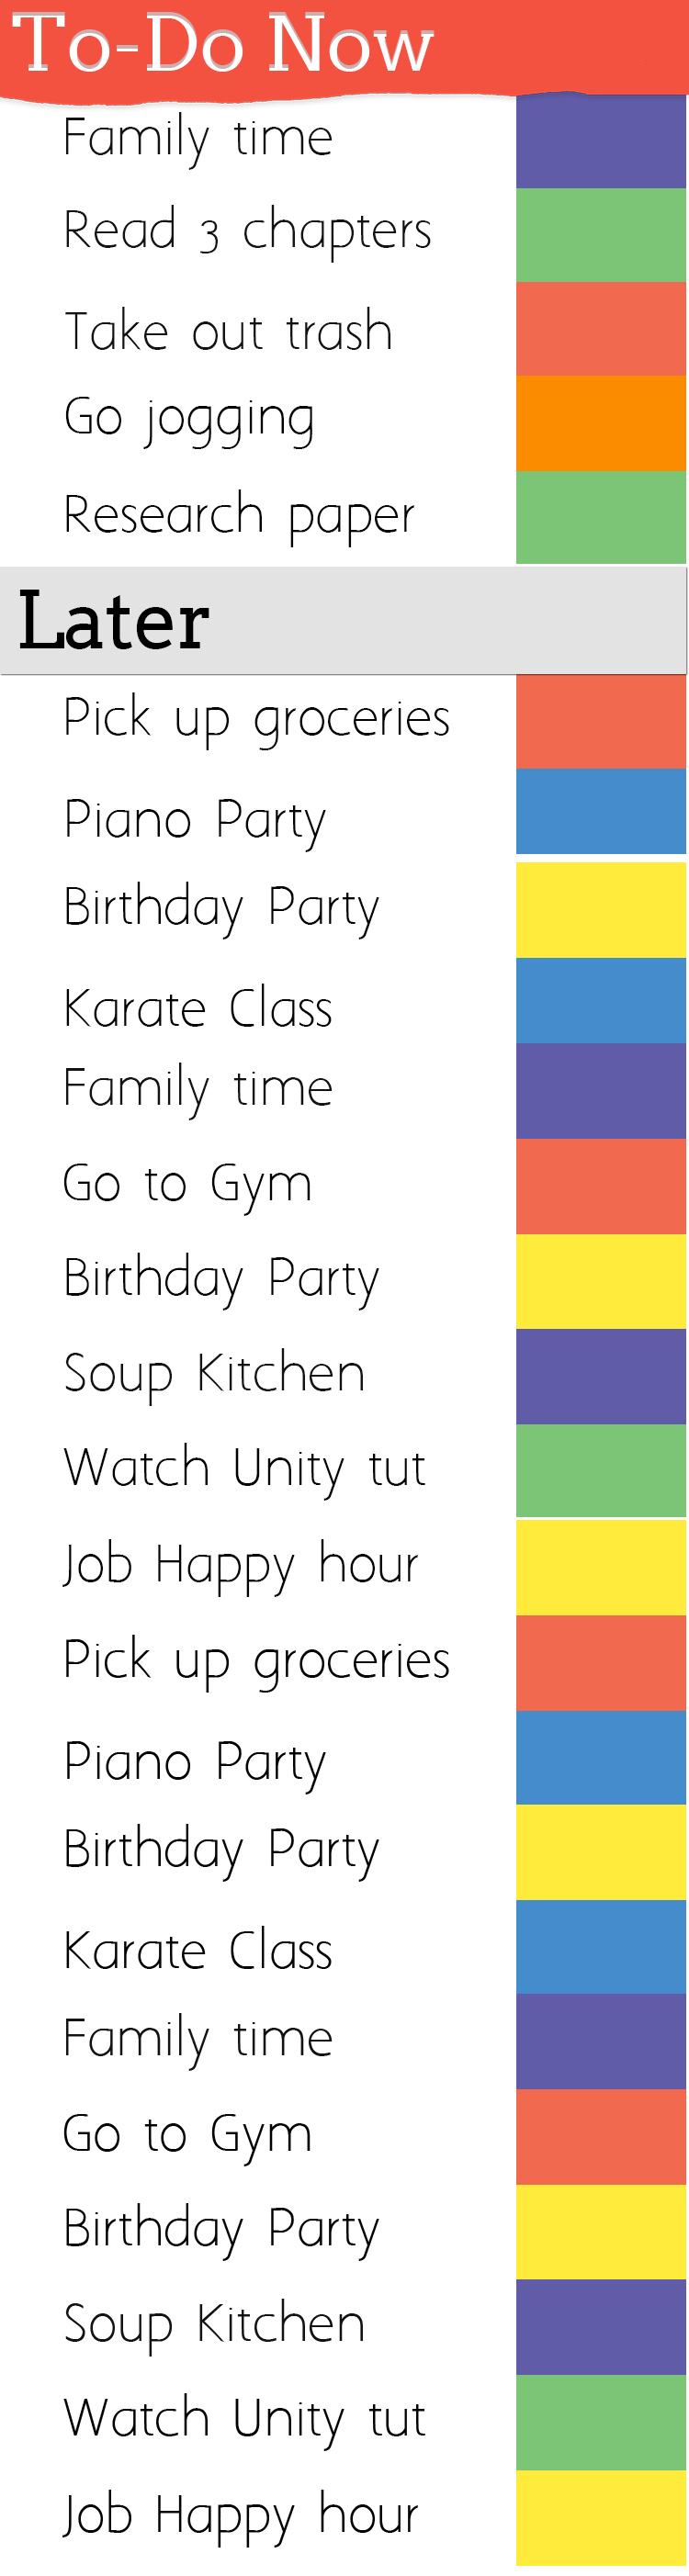 To-Do Now
Family time
Read 3 chapters
Take out trash
Go jogging
Research paper
Later
Pick up groceries
Piano Party
Birthday Party
Karate Class
Family time
Go to Gym
Birthday Party
Soup Kitchen
Watch Unity tut
Job Happy hour
Pick up groceries
Piano Party
Birthday Party
Karate Class
Family time
Go to Gym
Birthday Party
Soup Kitchen
Watch Unity tut
Job Happy hour